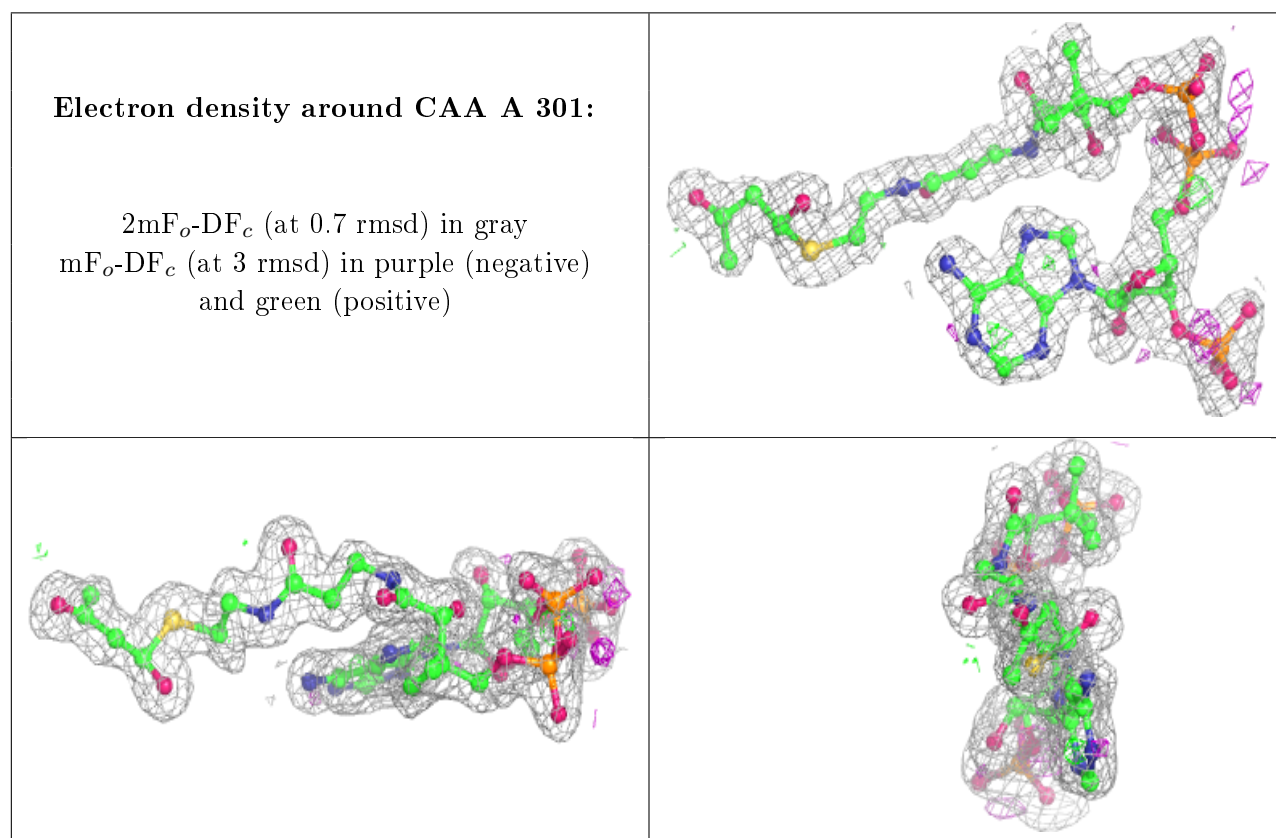 Electron density around CAA A 301:
2mFo-DFc (at 0.7 rmsd) in gray
mFo-DFc (at 3 rmsd) in purple (negative)
and green (positive)